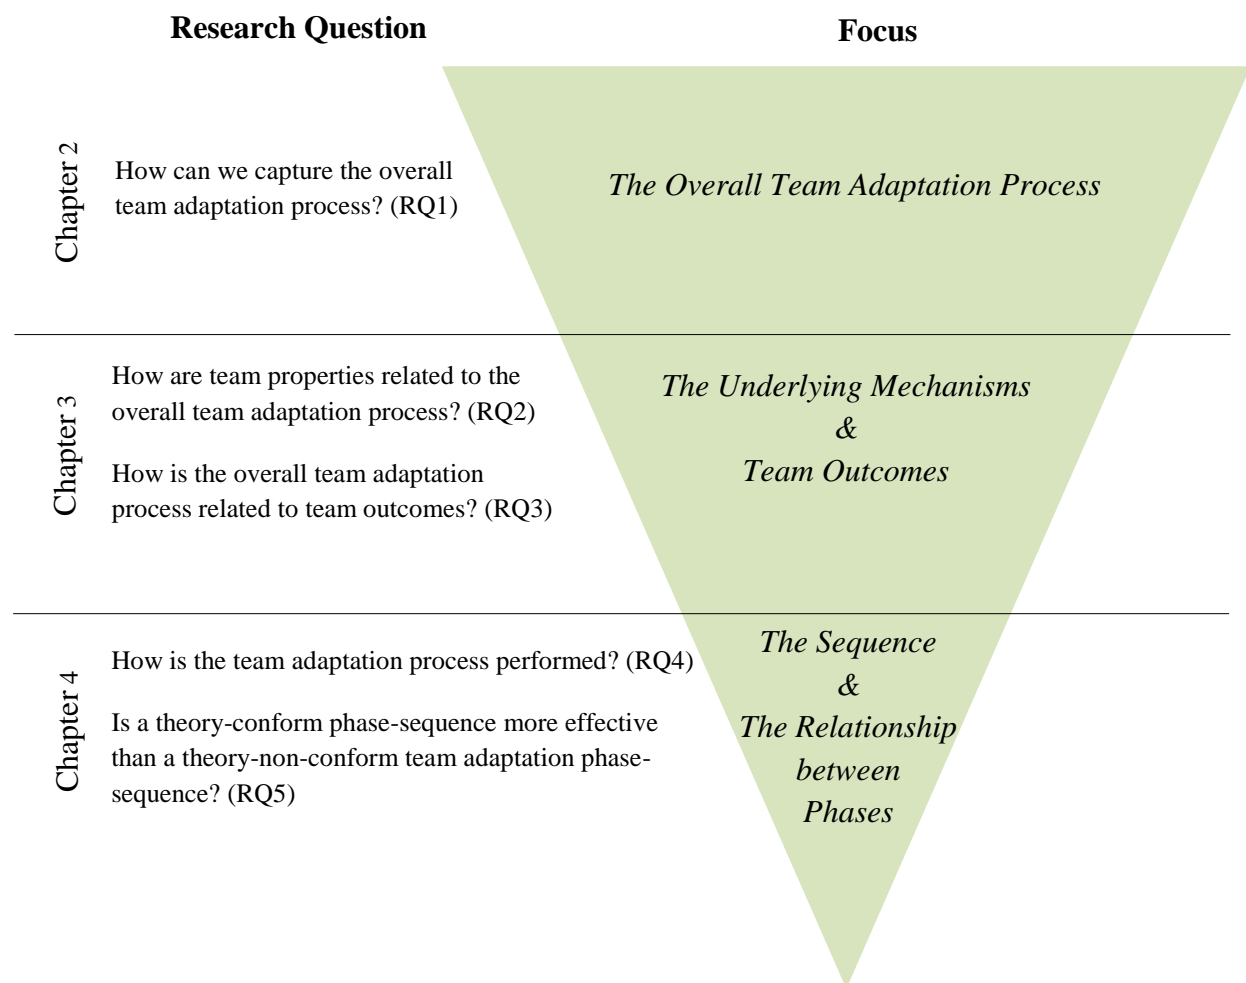 Research Question
Focus
Chapter 2
How can we capture the overall
team adaptation process? (RQ1)
The Overall Team Adaptation Process
Chapter 3
How are team properties related to the
overall team adaptation process? (RQ2)
How is the overall team adaptation
process related to team outcomes? (RQ3)
The Underlying Mechanisms
&
Team Outcomes
Chapter 4
How is the team adaptation process performed? (RQ4)
Is a theory-conform phase-sequence more effective
than a theory-non-conform team adaptation phase-
sequence? (RQ5)
The Sequence
&
The Relationship
between
Phases